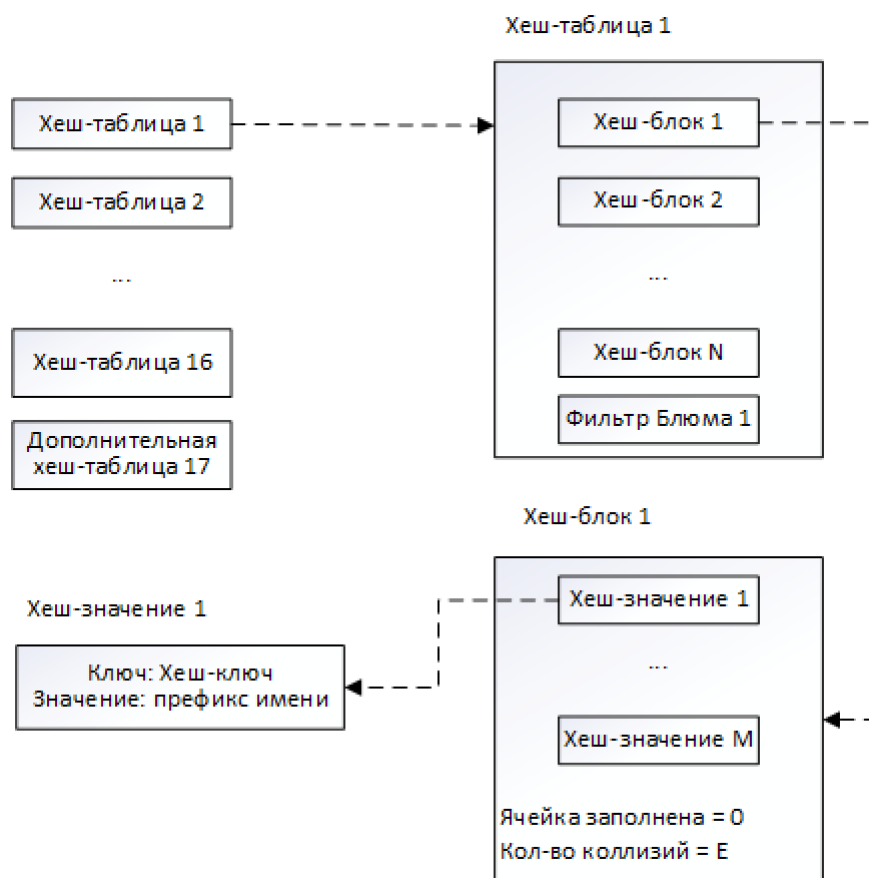 Хеш-таблица 1
Хеш-таблица 1
Хеш-таблица 2
...
Хеш-таблица 16
Дополнительная
хеш-таблица 17
Хеш-блок 1
Хеш-блок 2
...
Хеш-блок N
Фильтр Блюма 1
Хеш-блок 1
Хеш-значение 1
...
Хеш-значение M
Ячейка заполнена = 0
Кол-во коллизий = E
Хеш-значение 1
Ключ: Хеш-ключ
Значение: префикс имени